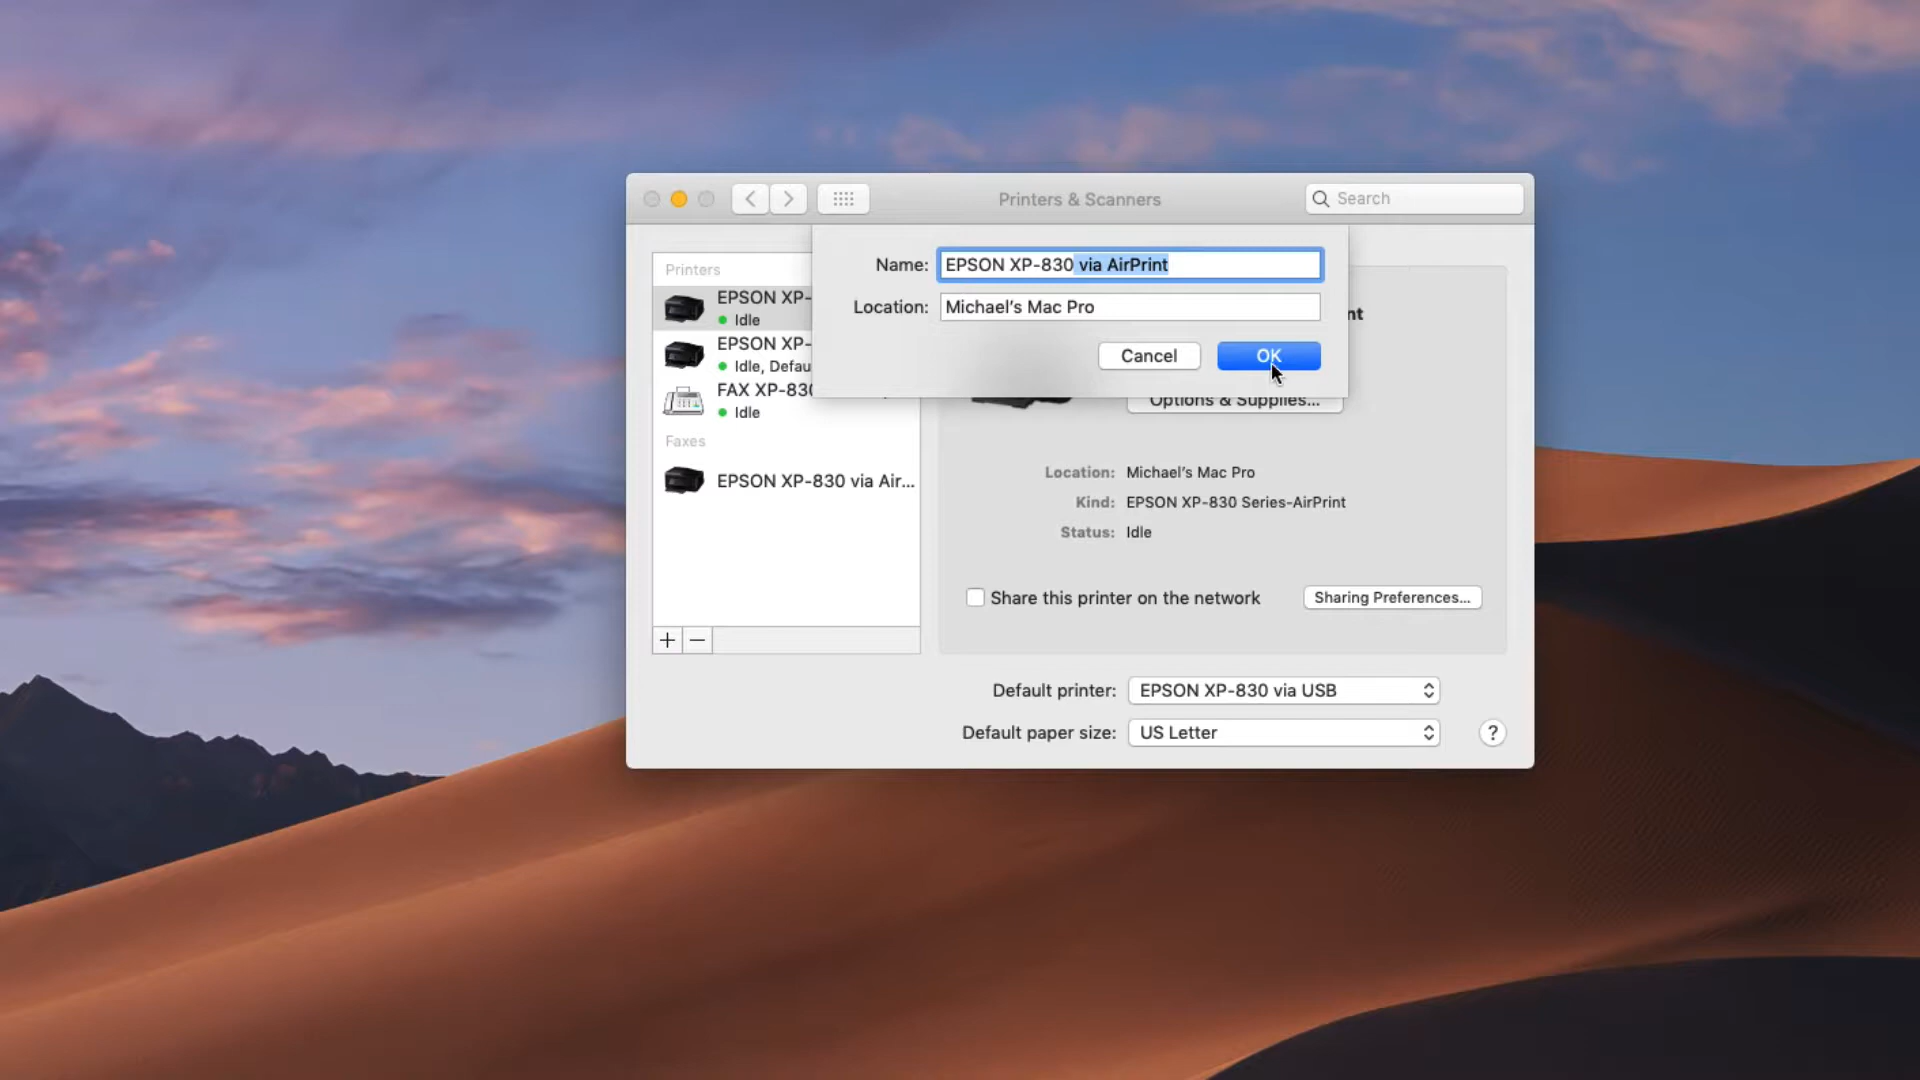 Printers & Scanners
Search
Name: EPSON XP-830 via AirPrint
Location: Michael's Mac Pro
Cancel
OK
Printers
EPSON XP-
Idle
EPSON XP-
Idle, Defau
FAX XP-830
Idle
Faxes
EPSON XP-830 via Air...
nt
Options & Supplies...
Location: Michael's Mac Pro
Kind: EPSON XP-830 Series-AirPrint
Status: Idle
Share this printer on the network
Sharing Preferences...
+ −
Default printer: EPSON XP-830 via USB
Default paper size: US Letter
?